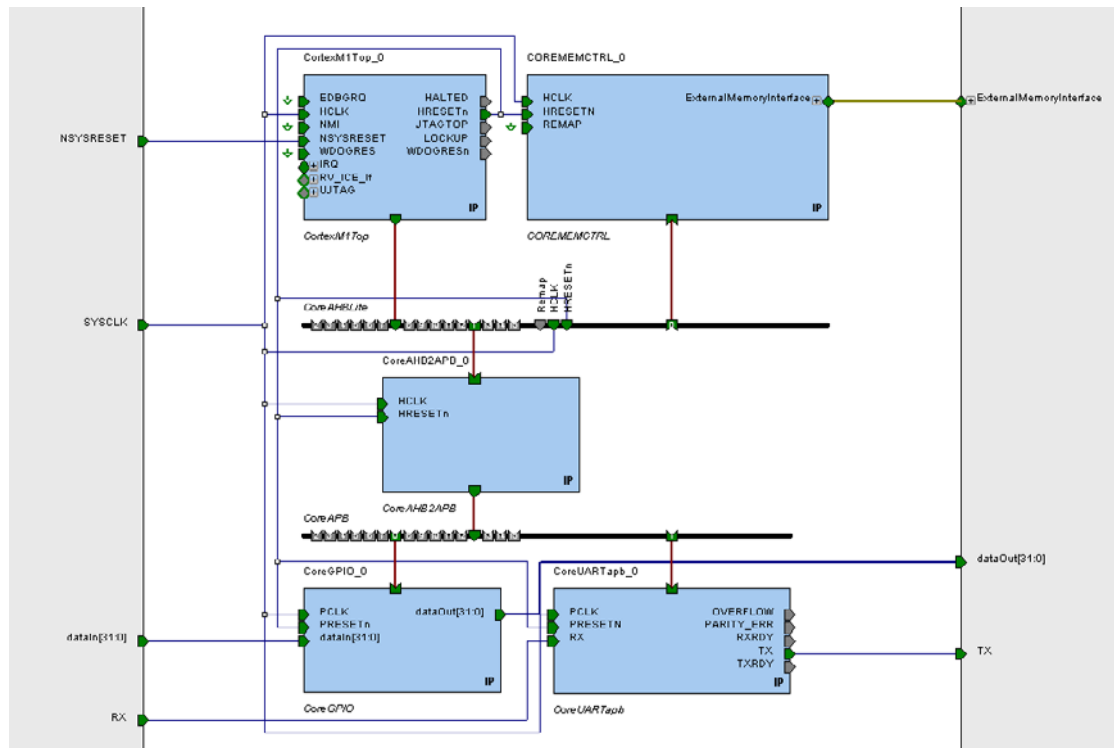 CortexM1Top_0
COREMEMCTRL_0
EDBGRQ
HCLK
NMI
NSYSRESET
WDOGRES
IRQ
RV_ICE_If
UJTAG
HALTED
HRESETn
JTAGTOP
LOCKUP
WDOGRESn
IP
CortexM1Top
HCLK
HRESETN
REMAP
ExternalMemoryInterface
IP
COREMEMCTRL
ExternalMemoryInterface
NSYSRESET
SYSCLK
CoreAHBLite
Remap
HCLK
HRESETn
CoreAHB2APB_0
HCLK
HRESETn
IP
CoreAHB2APB
CoreAPB
CoreGPIO_0
PCLK
PRESETn
dataIn[31:0]
dataOut[31:0]
IP
CoreGPIO
CoreUARTapb_0
PCLK
PRESETN
RX
OVERFLOW
PARITY_ERR
RXRDY
TX
TXRDY
IP
CoreUARTapb
dataOut[31:0]
dataIn[31:0]
TX
RX